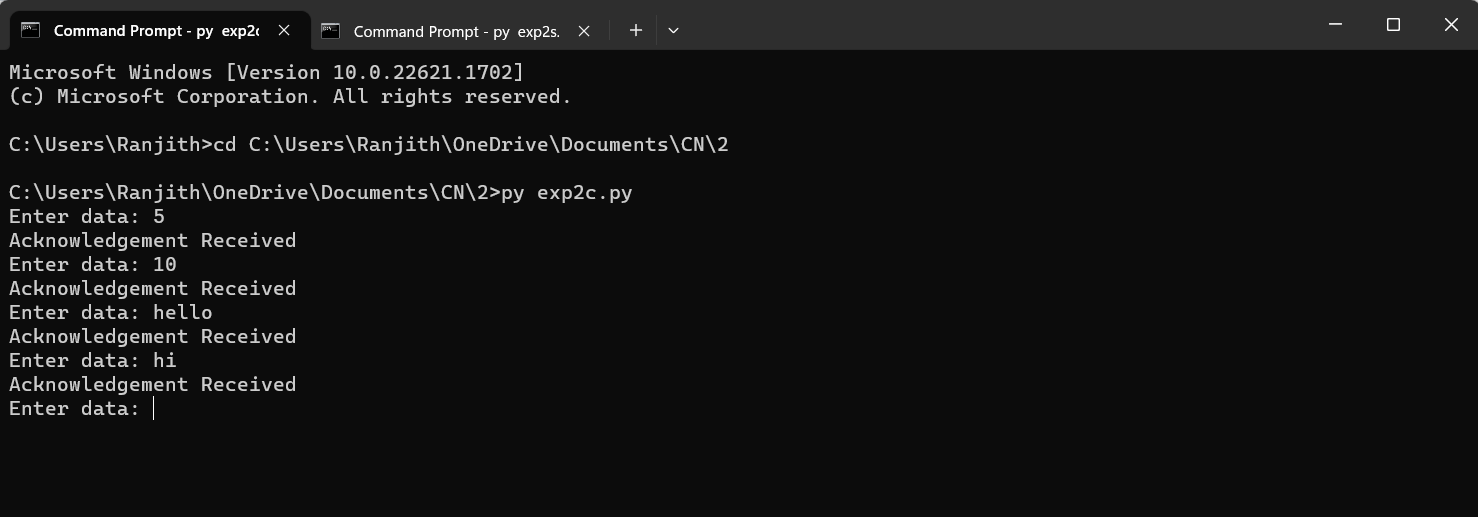 Command Prompt - py exp2c
Command Prompt - py exp2s.
Microsoft Windows [Version 10.0.22621.1702]
(c) Microsoft Corporation. All rights reserved.
C:\Users\Ranjith>cd C:\Users\Ranjith\OneDrive\Documents\CN\2
C:\Users\Ranjith\OneDrive\Documents\CN\2>py exp2c.py
Enter data: 5
Acknowledgement Received
Enter data: 10
Acknowledgement Received
Enter data: hello
Acknowledgement Received
Enter data: hi
Acknowledgement Received
Enter data: